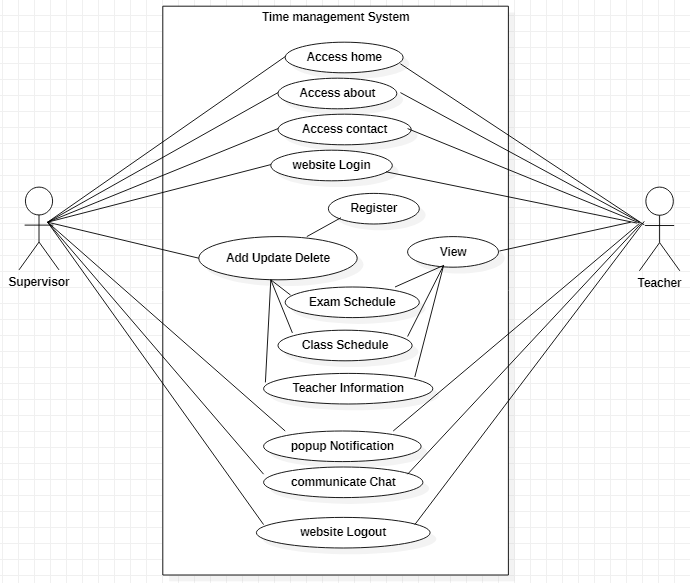 Time management System
Access home
Access about
Access contact
website Login
Register
Add Update Delete
View
Supervisor
Teacher
Exam Schedule
Class Schedule
Teacher Information
popup Notification
communicate Chat
website Logout